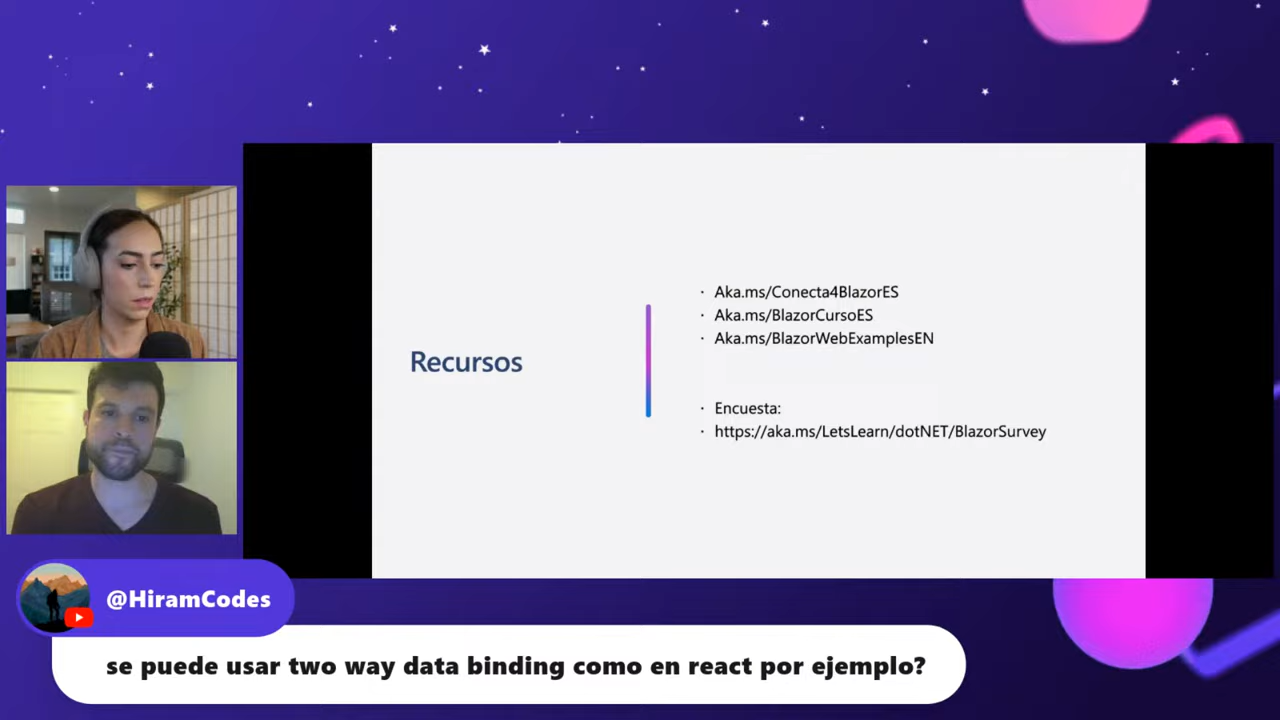 Recursos
· Aka.ms/Conecta4BlazorES
· Aka.ms/BlazorCursoES
· Aka.ms/BlazorWebExamplesEN
· Encuesta:
· https://aka.ms/LetsLearn/dotNET/BlazorSurvey
@HiramCodes
se puede usar two way data binding como en react por ejemplo?